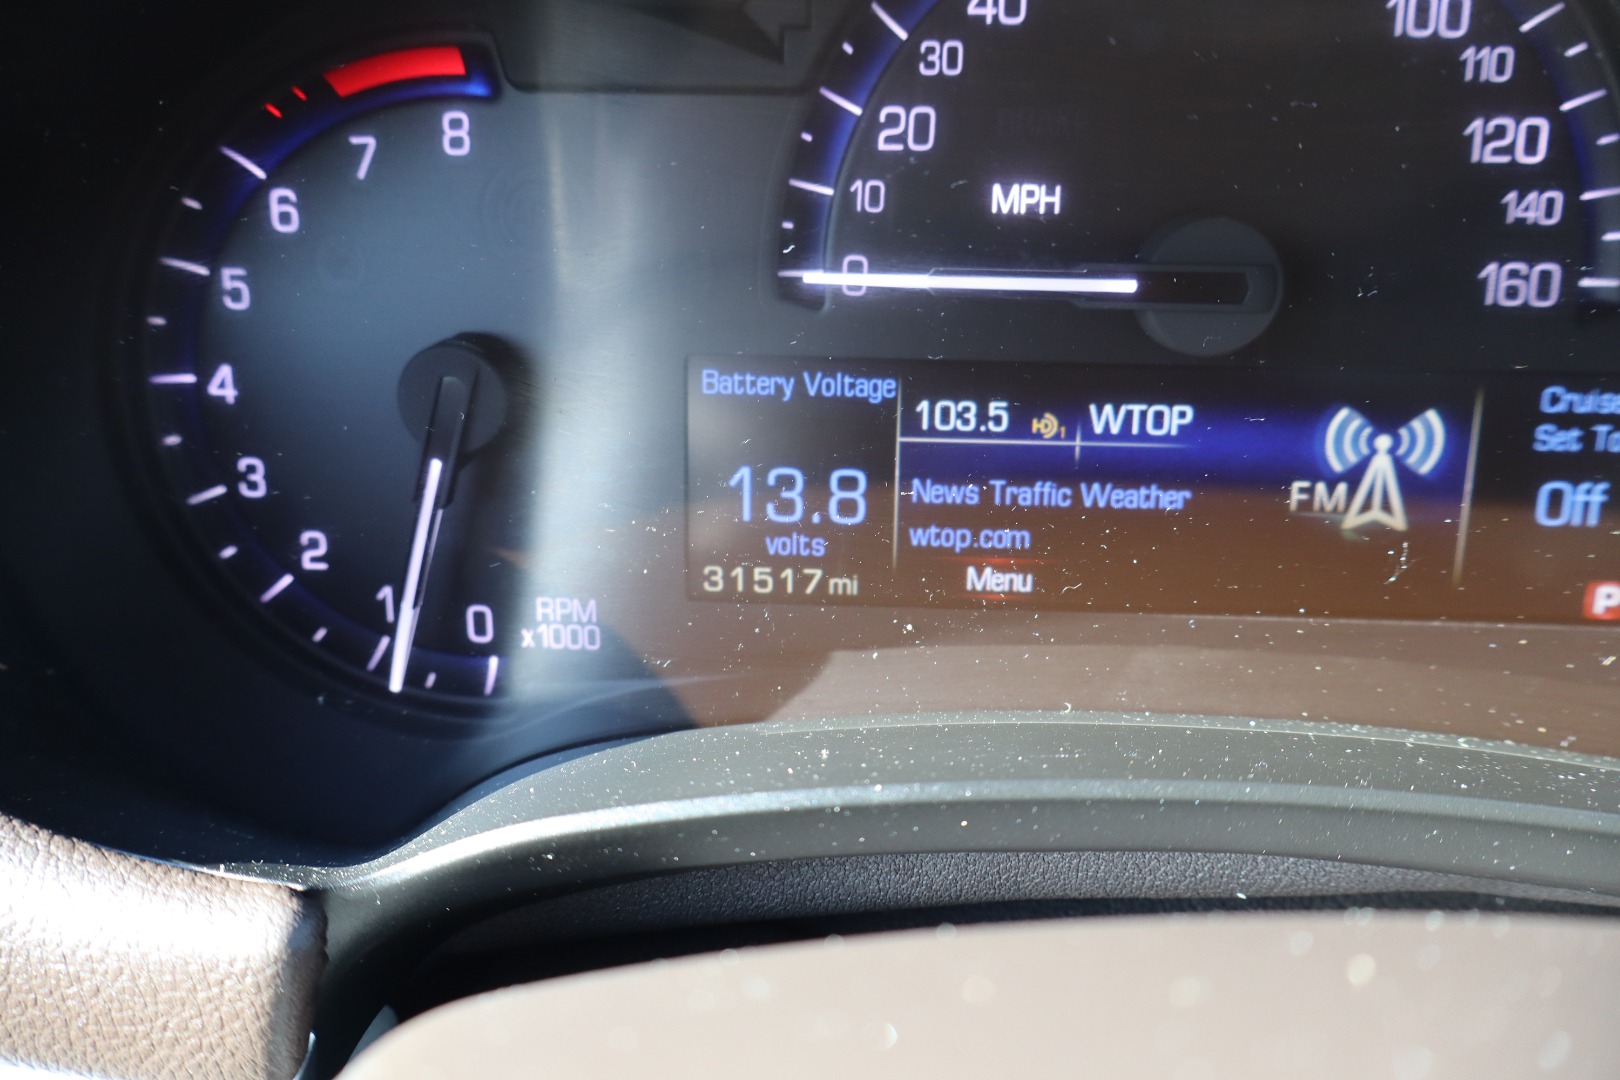 8
7
6
5
4
3
2
1
0
RPM
x1000
40
30
20
10
0
MPH
100
110
120
140
160
Battery Voltage
13.8
volts
31517 mi
103.5 HD1 WTOP
News Traffic Weather
wtop.com
Menu
FM
Set
Off
P